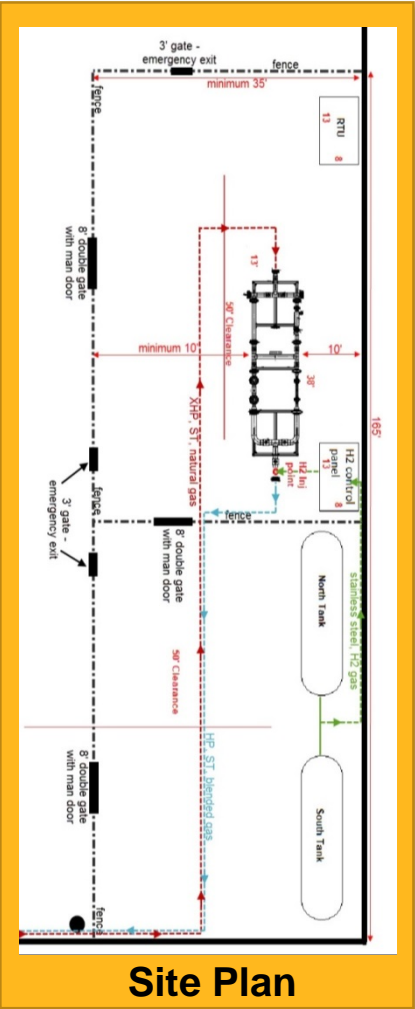 3' gate -
emergency exit
fence
minimum 35'
fence
RTU
13
8
8' double gate
with man door
13'
50' Clearance
minimum 10'
10'
38'
165'
XHP, ST, natural gas
H2 Inj
point
H2 control
panel
13
8
fence
3' gate -
emergency exit
fence
8' double gate
with man door
stainless steel, H2 gas
North Tank
50' Clearance
HP, ST, blended gas
South Tank
8' double gate
with man door
fence
Site Plan